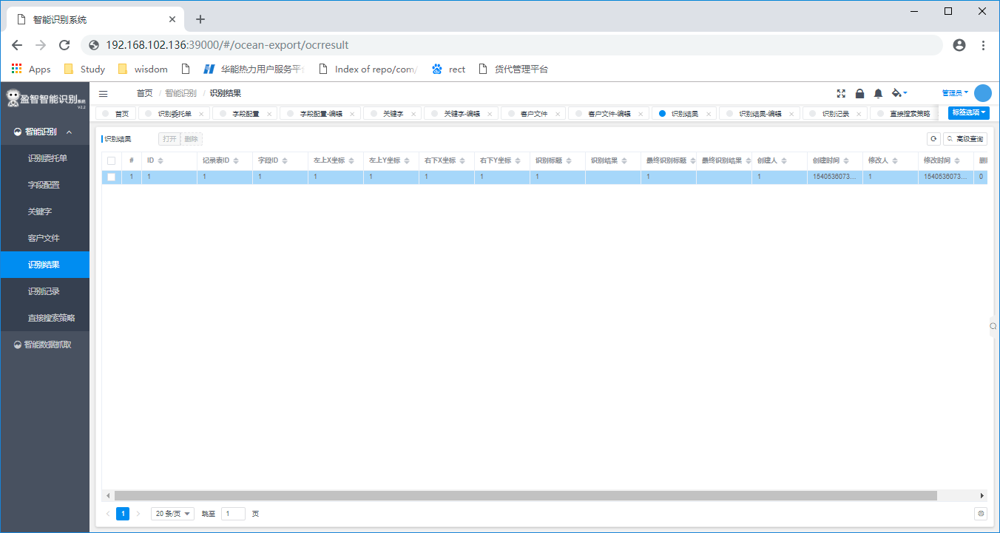 智能识别系统
192.168.102.136:39000/#/ocean-export/ocrresult
Apps Study wisdom 华能热力用户服务平台 Index of repo/com/ rect 货代管理平台
盈智智能识别系统 V2.2
首页 / 智能识别 / 识别结果 管理员
首页 识别委托单 字段配置 字段配置-编辑 关键字 关键字-编辑 客户文件 客户文件-编辑 识别结果 识别结果-编辑 识别记录 直接搜索策略 标签选项
智能识别
识别委托单
字段配置
关键字
客户文件
识别结果
识别记录
直接搜索策略
智能数据抓取
识别结果 打开 删除 高级查询
# ID 记录表ID 字段ID 左上X坐标 左上Y坐标 右下X坐标 右下Y坐标 识别标题 识别结果 最终识别标题 最终识别结果 创建人 创建时间 修改人 修改时间
1 1 1 1 1 1 1 1 1 1 1 1540536073... 1 1540536073... 0
1 20 条/页 跳至 1 页